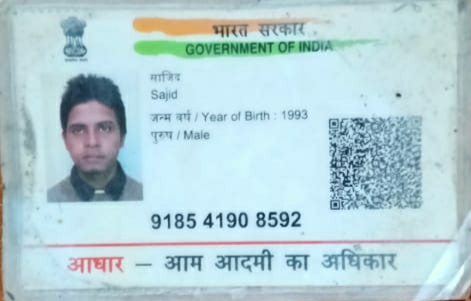 भारत सरकार
GOVERNMENT OF INDIA
साजिद
Sajid
जन्म वर्ष / Year of Birth : 1993
पुरुष / Male
9185 4190 8592
आधार – आम आदमी का अधिकार